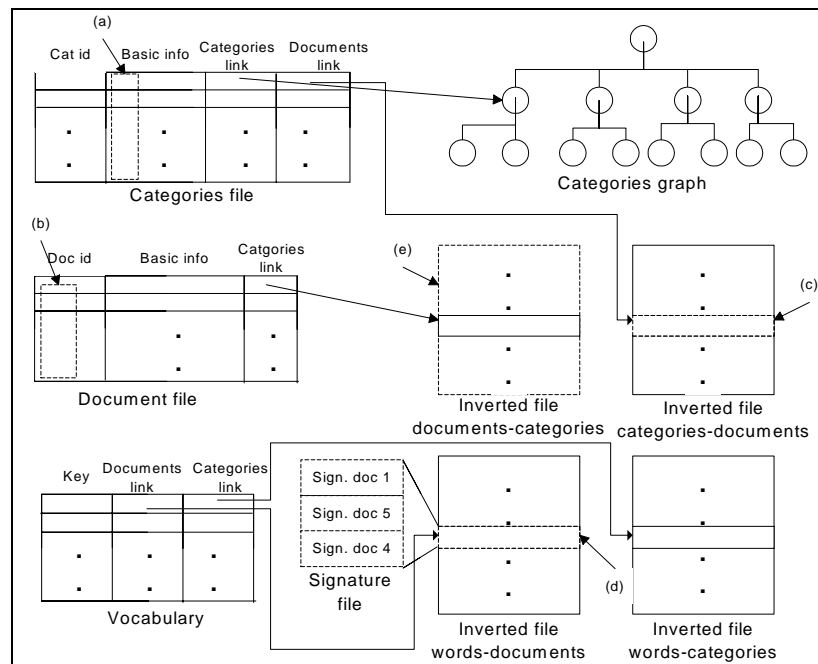 (a)
Cat id
Basic info
Categories
link
Documents
link
Categories file
Categories graph
(b)
Doc id
Basic info
Catgories
link
Document file
(e)
(c)
Inverted file
documents-categories
Inverted file
categories-documents
Key
Documents
link
Categories
link
Vocabulary
Sign. doc 1
Sign. doc 5
Sign. doc 4
Signature
file
(d)
Inverted file
words-documents
Inverted file
words-categories